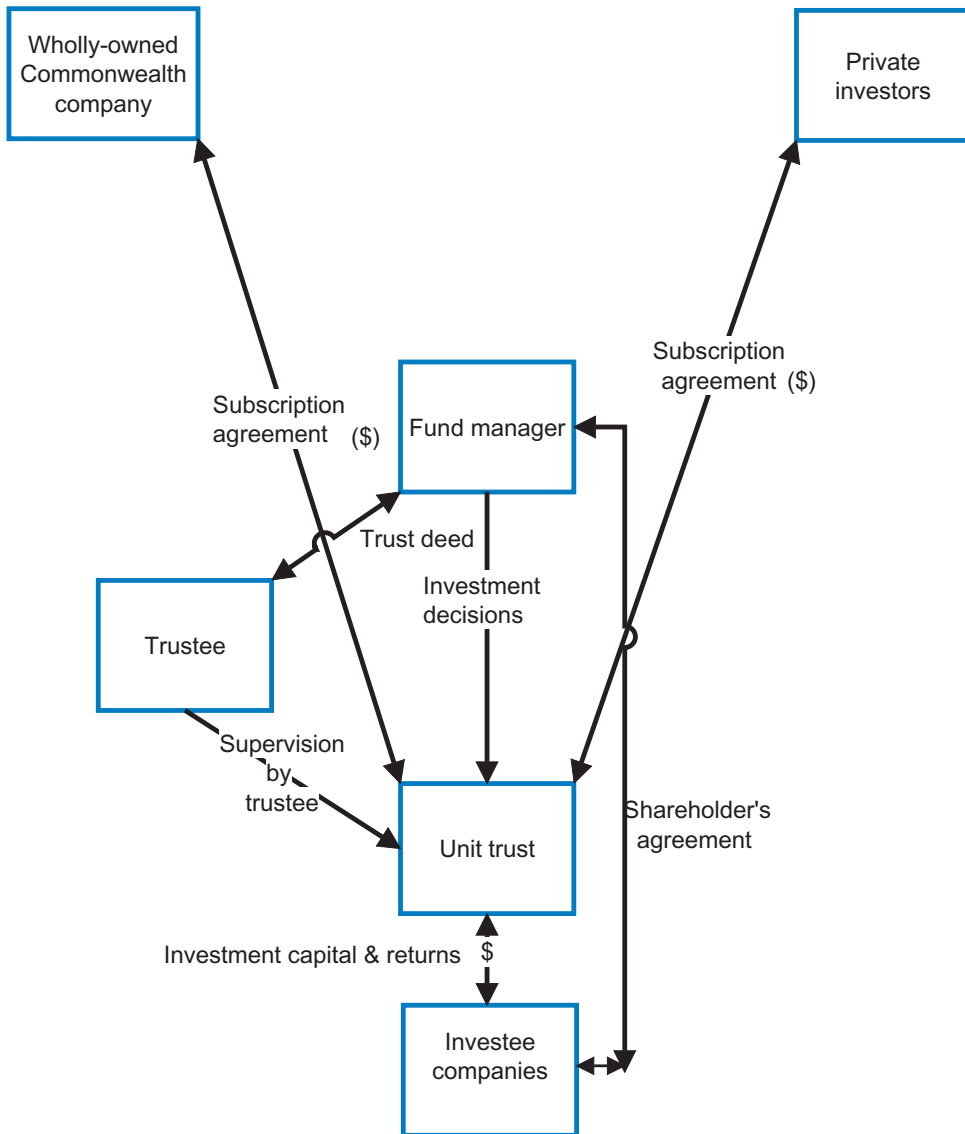 Wholly-owned
Commonwealth
company
Private
investors
Subscription
agreement ($)
Subscription
agreement ($)
Fund manager
Trust deed
Investment
decisions
Trustee
Supervision
by
trustee
Unit trust
Shareholder's
agreement
Investment capital & returns $
Investee
companies